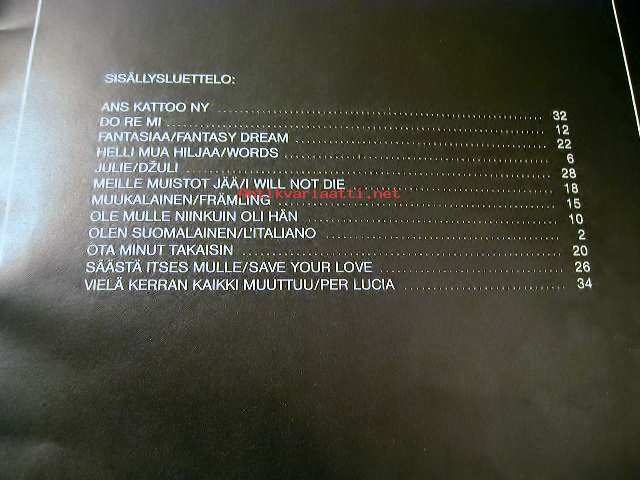 SISÄLLYSLUETTELO:
ANS KATTOO NY 32
DO RE MI 12
FANTASIAA/FANTASY DREAM 22
HELLI MUA HILJAA/WORDS 6
JULIE/DŽULI 28
MEILLE MUISTOT JÄÄ/I WILL NOT DIE 18
MUUKALAINEN/FRÄMLING 15
OLE MULLE NIINKUIN OLI HÄN 10
OLEN SUOMALAINEN/L'ITALIANO 2
OTA MINUT TAKAISIN 20
SÄÄSTÄ ITSES MULLE/SAVE YOUR LOVE 26
VIELÄ KERRAN KAIKKI MUUTTUU/PER LUCIA 34